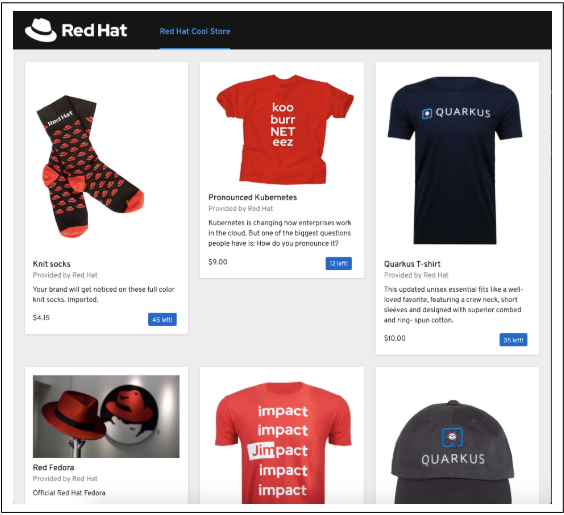 Red Hat
Red Hat Cool Store
Red Hat
Knit socks
Provided by Red Hat
Your brand will get noticed on these full color
knit socks. Imported.
$4.15
45 left!
koo
burr
NET
eez
Pronounced Kubernetes
Provided by Red Hat
Kubernetes is changing how enterprises work
in the cloud. But one of the biggest questions
people have is: How do you pronounce it?
$9.00
12 left!
QUARKUS
Quarkus T-shirt
Provided by Red Hat
This updated unisex essential fits like a well-
loved favorite, featuring a crew neck, short
sleeves and designed with superior combed
and ring- spun cotton.
$10.00
35 left!
Red Fedora
Provided by Red Hat
Official Red Hat Fedora
impact
impact
Jimpact
impact
impact
QUARKUS